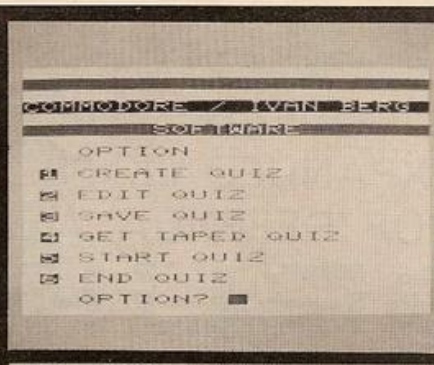 COMMODORE / IVAN BERG
SOFTWARE
OPTION
1 CREATE QUIZ
2 EDIT QUIZ
3 SAVE QUIZ
4 GET TAPED QUIZ
5 START QUIZ
6 END QUIZ
OPTION?